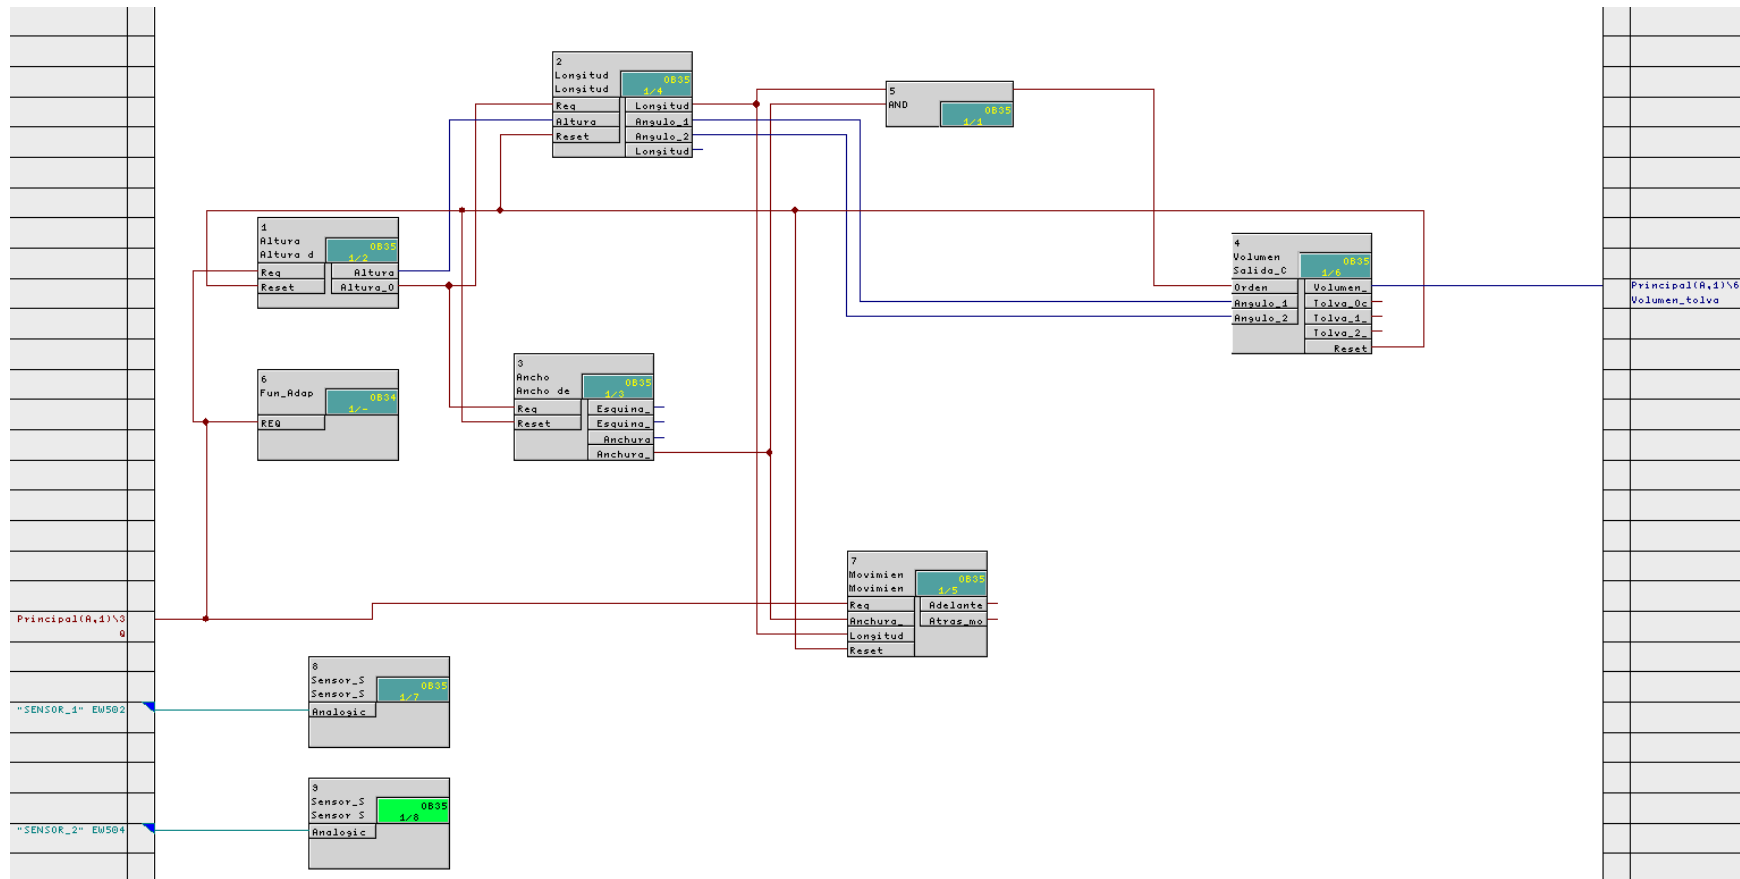 2
Longitud
Longitud
OB35
1/4
Req
Altura
Reset
Longitud
Angulo_1
Angulo_2
Longitud
5
AND
OB35
1/1
1
Altura
Altura d
OB35
1/2
Req
Reset
Altura
Altura_O
4
Volumen
Salida_C
OB35
1/6
Orden
Angulo_1
Angulo_2
Volumen_
Tolva_Oc
Tolva_1_
Tolva_2_
Reset
Principal(A,1)\6
Volumen_tolva
6
Fun_Adap
OB34
1/-
REQ
3
Ancho
Ancho de
OB35
1/3
Req
Reset
Esquina_
Esquina_
Anchura
Anchura_
7
Movimien
Movimien
OB35
1/5
Req
Anchura_
Longitud
Reset
Adelante
Atras_mo
Principal(A,1)\3
Q
8
Sensor_S
Sensor_S
OB35
1/7
Analogic
"SENSOR_1" EW502
9
Sensor_S
Sensor S
OB35
1/8
Analogic
"SENSOR_2" EW504